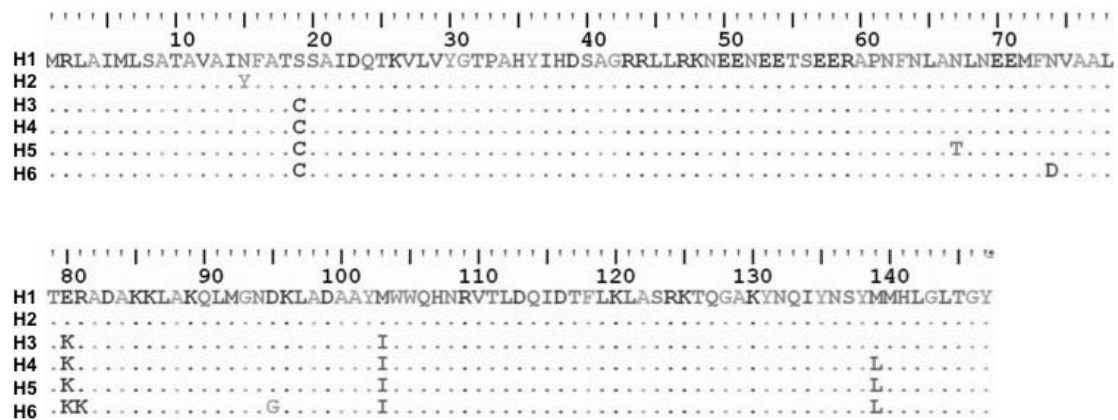 10 20 30 40 50 60 70
H1 MRLAIMLSATAVAINFATSSAIDQTKVLVYGTPAHYIHDSAGRRLLRKNEENEETSEERAPNFNLANLNEEMFNVAAL
H2 ..............Y...............................................................
H3 ..................C...........................................................
H4 ..................C...........................................................
H5 ..................C...............................................T...........
H6 ..................C......................................................D....
80 90 100 110 120 130 140
H1 TERADAKKLAKQLMGNDKLADAAYMWWQHNRVTLDQIDTFLKLASRKTQGAKYNQIYNSYMMHLGLTGY
H2 .....................................................................
H3 .K......................I............................................
H4 .K......................I...................................L........
H5 .K......................I...................................L........
H6 .KK.............G.......I...................................L........